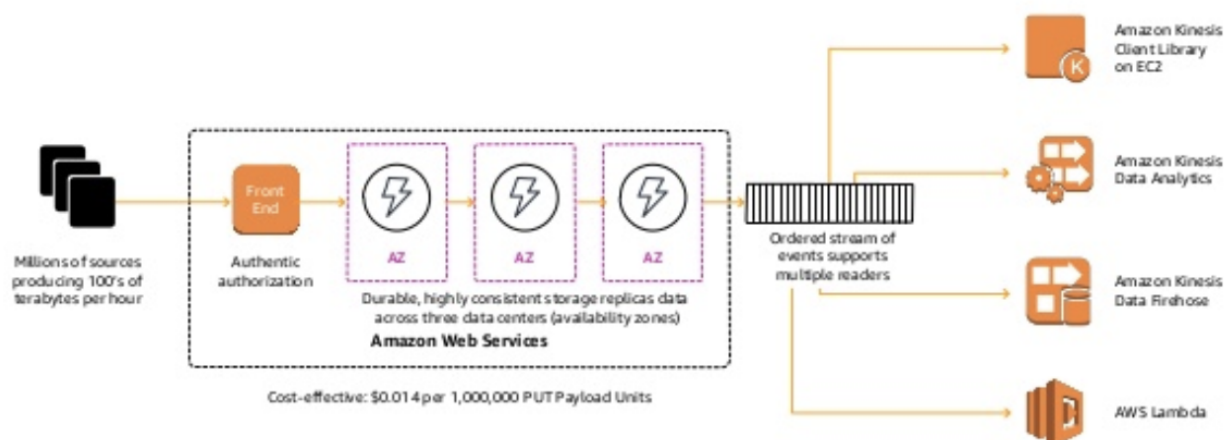 Millions of sources
producing 100's of
terabytes per hour
Front
End
Authentic
authorization
AZ
AZ
AZ
Durable, highly consistent storage replicas data
across three data centers (availability zones)
Amazon Web Services
Cost-effective: $0.014 per 1,000,000 PUT Payload Units
Ordered stream of
events supports
multiple readers
K
Amazon Kinesis
Client Library
on EC2
Amazon Kinesis
Data Analytics
Amazon Kinesis
Data Firehose
AWS Lambda